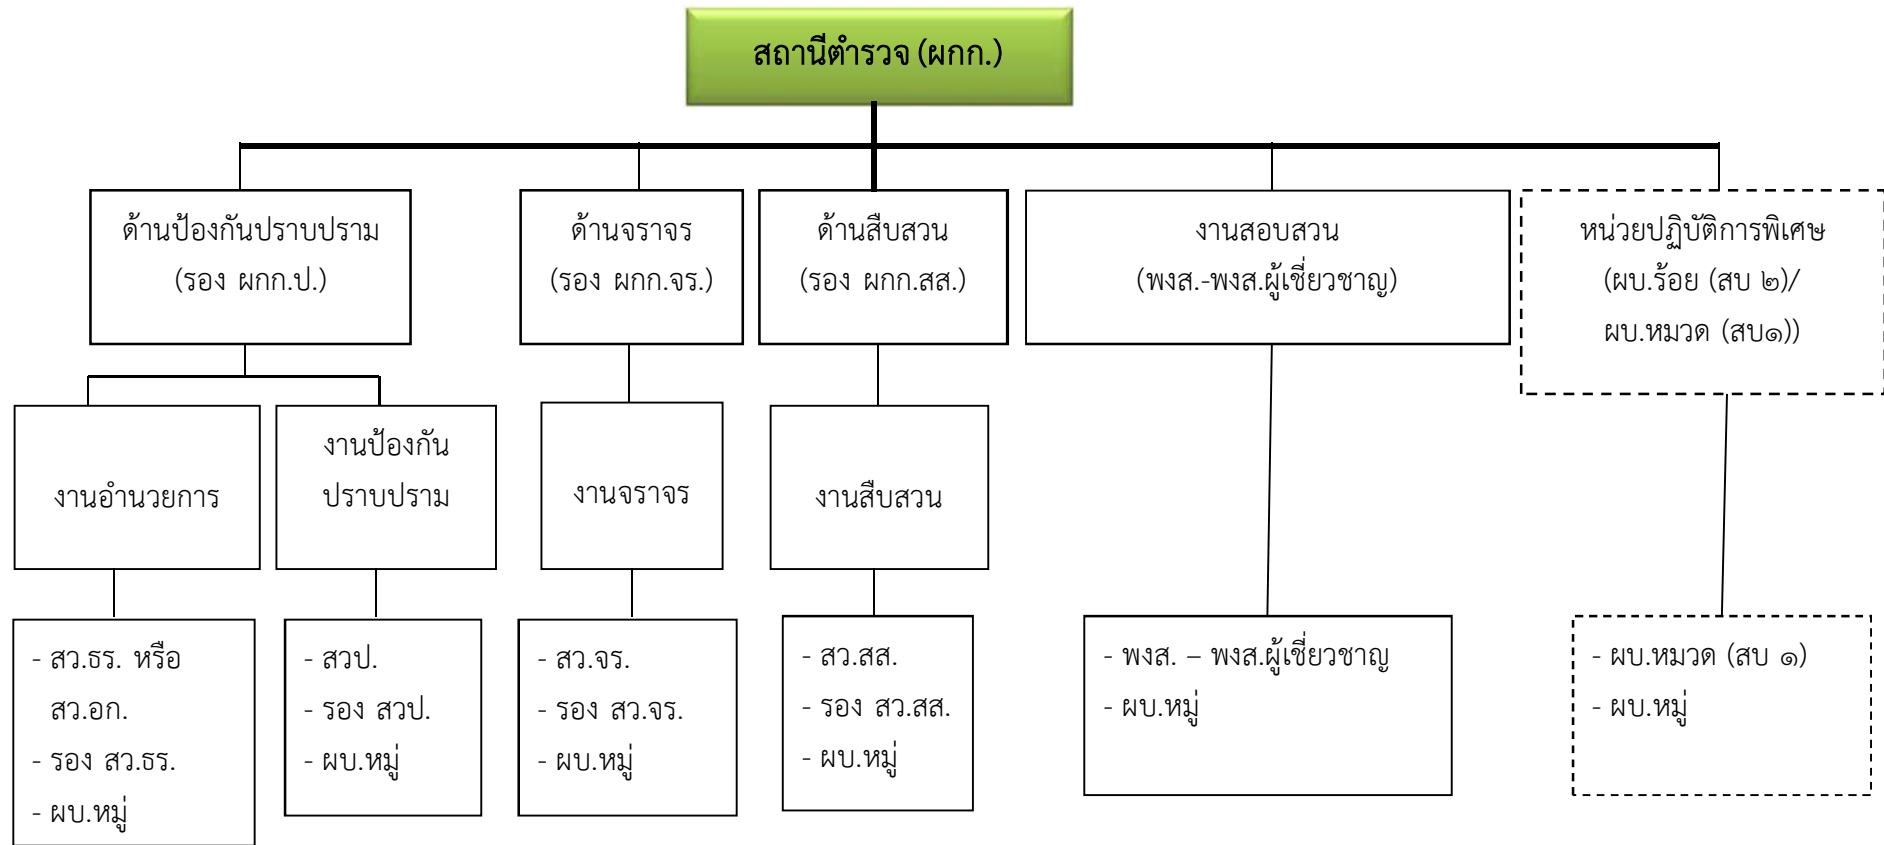 สถานีตำรวจ (ผกก.)
ด้านป้องกันปราบปราม
(รอง ผกก.ป.)
ด้านจราจร
(รอง ผกก.จร.)
ด้านสืบสวน
(รอง ผกก.สส.)
งานสอบสวน
(พงส.-พงส.ผู้เชี่ยวชาญ)
หน่วยปฏิบัติการพิเศษ
(ผบ.ร้อย (สบ ๒)/
ผบ.หมวด (สบ๑))
งานอำนวยการ
งานป้องกัน
ปราบปราม
งานจราจร
งานสืบสวน
- สว.ธร. หรือ
สว.อก.
- รอง สว.ธร.
- ผบ.หมู่
- สวป.
- รอง สวป.
- ผบ.หมู่
- สว.จร.
- รอง สว.จร.
- ผบ.หมู่
- สว.สส.
- รอง สว.สส.
- ผบ.หมู่
- พงส. – พงส.ผู้เชี่ยวชาญ
- ผบ.หมู่
- ผบ.หมวด (สบ ๑)
- ผบ.หมู่